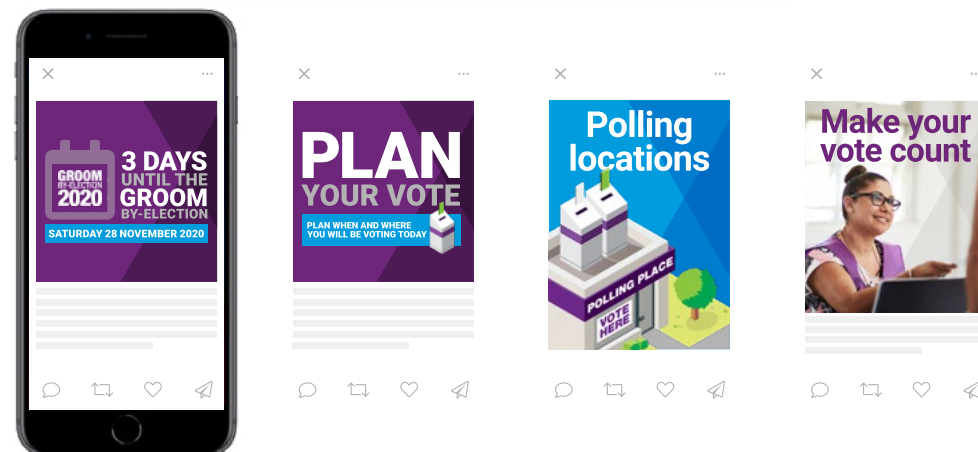 3 DAYS
UNTIL THE
GROOM
BY-ELECTION
GROOM
BY-ELECTION
2020
SATURDAY 28 NOVEMBER 2020
PLAN
YOUR VOTE
PLAN WHEN AND WHERE
YOU WILL BE VOTING TODAY
Polling
locations
POLLING PLACE
VOTE
HERE
Make your
vote count